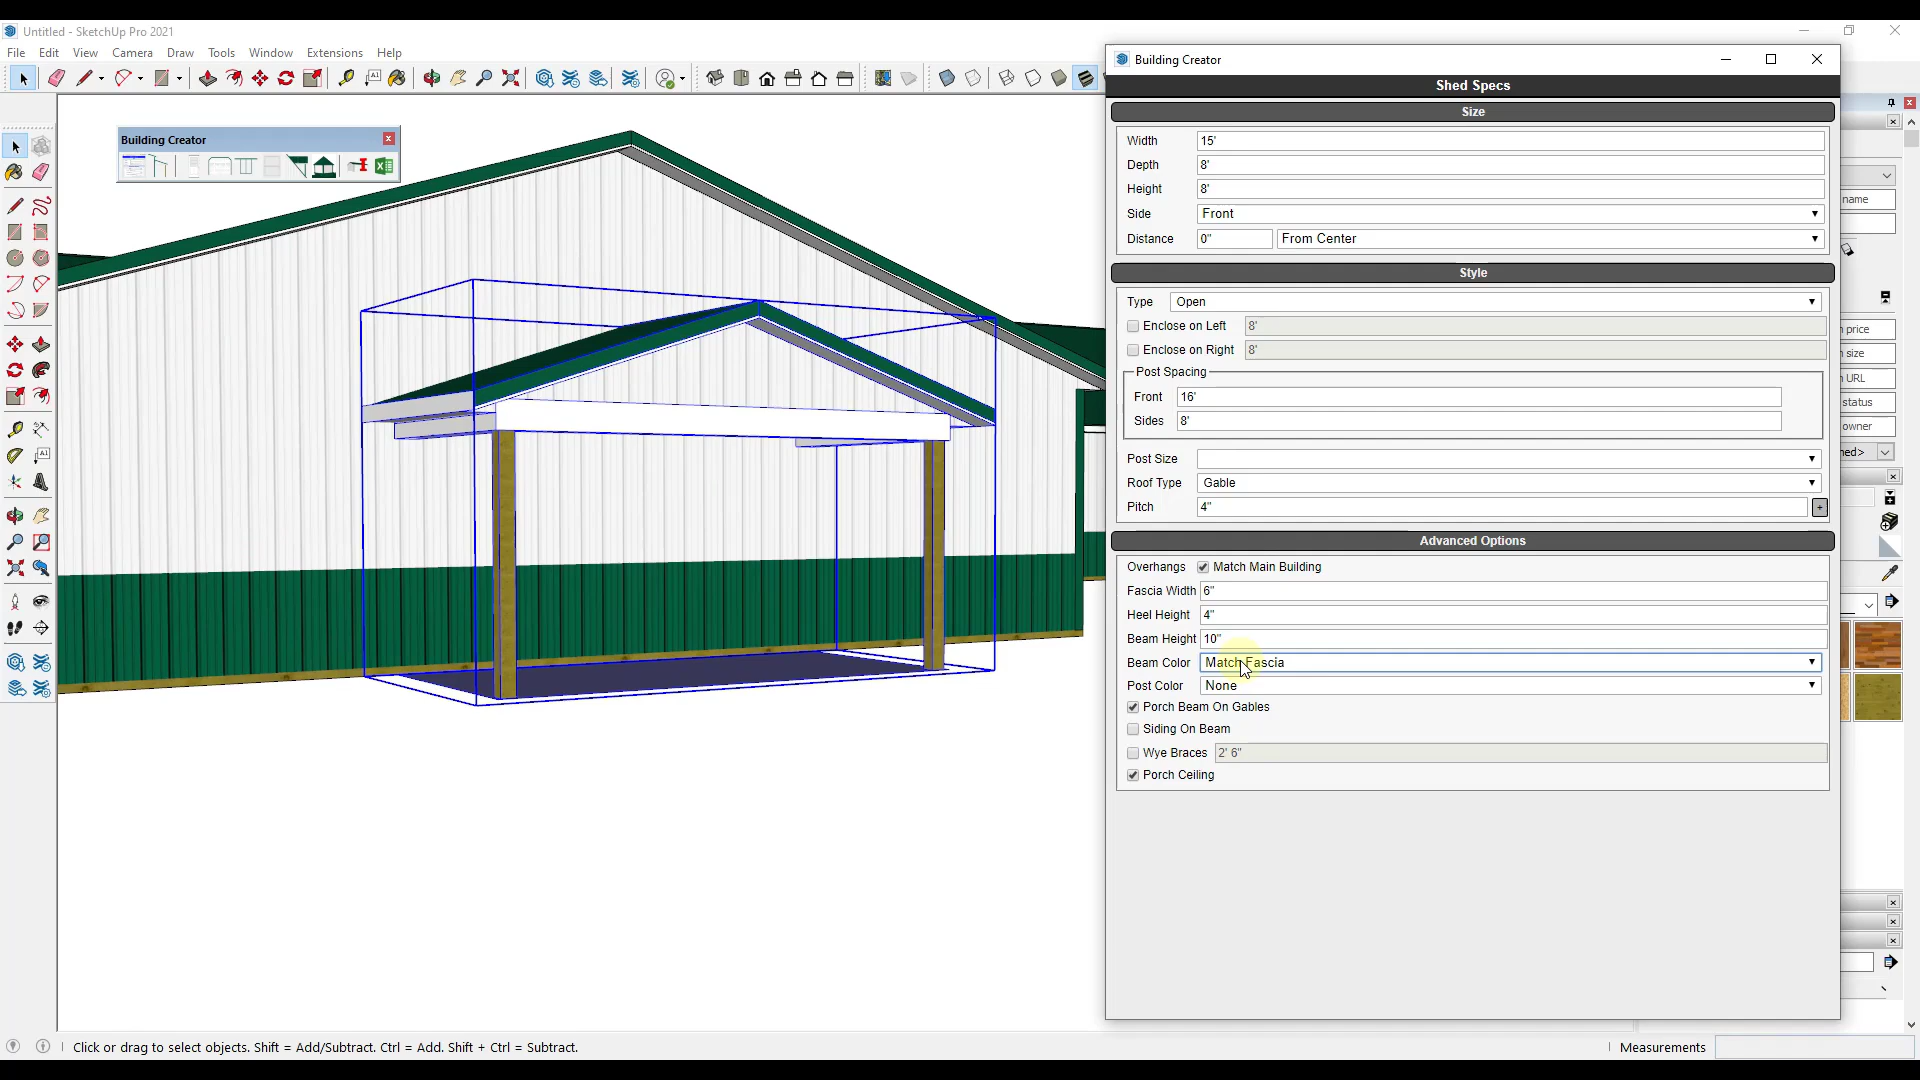 Untitled - SketchUp Pro 2021
File Edit View Camera Draw Tools Window Extensions Help
Building Creator
Building Creator
Shed Specs
Size
Width 15'
Depth 8'
Height 8'
Side Front
Distance 0" From Center
Style
Type Open
Enclose on Left 8'
Enclose on Right 8'
Post Spacing
Front 16'
Sides 8'
Post Size
Roof Type Gable
Pitch 4"
+
Advanced Options
Overhangs Match Main Building
Fascia Width 6"
Heel Height 4"
Beam Height 10"
Beam Color Match Fascia
Post Color None
Porch Beam On Gables
Siding On Beam
Wye Braces 2' 6"
Porch Ceiling
name
price
size
URL
status
owner
ned>
Click or drag to select objects. Shift = Add/Subtract. Ctrl = Add. Shift + Ctrl = Subtract.
Measurements